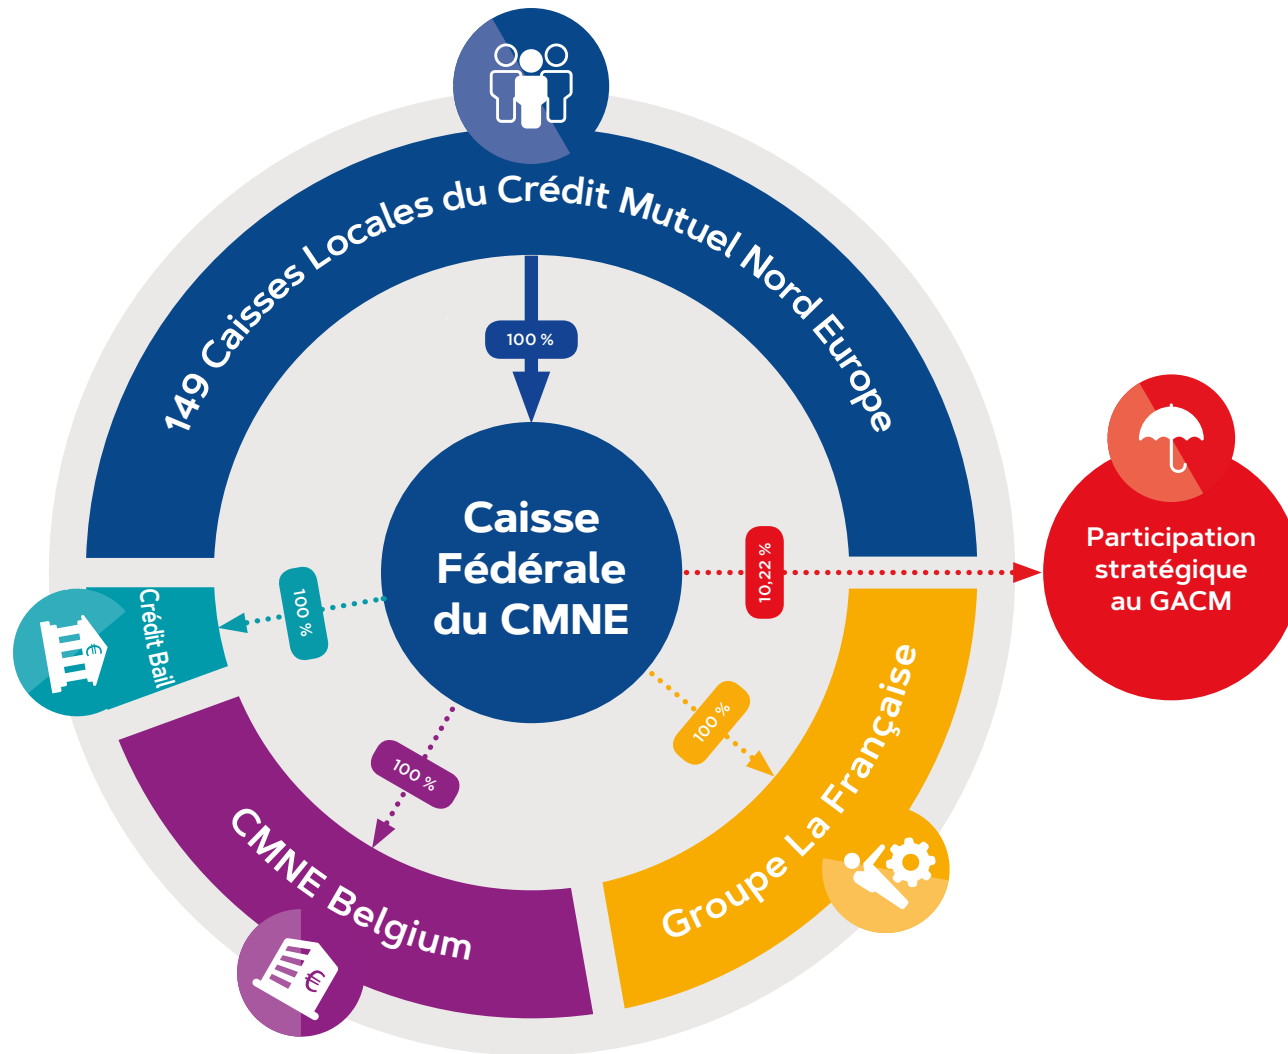 149 Caisses Locales du Crédit Mutuel Nord Europe
100 %
Caisse
Fédérale
du CMNE
10,22 %
Participation
stratégique
au GACM
100 %
Crédit Bail
€
100 %
100 %
Groupe La Française
CMNE Belgium
€